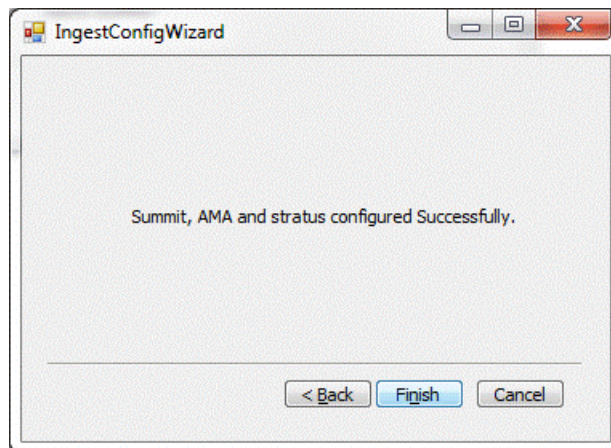 IngestConfigWizard
Summit, AMA and stratus configured Successfully.
< Back Finish Cancel